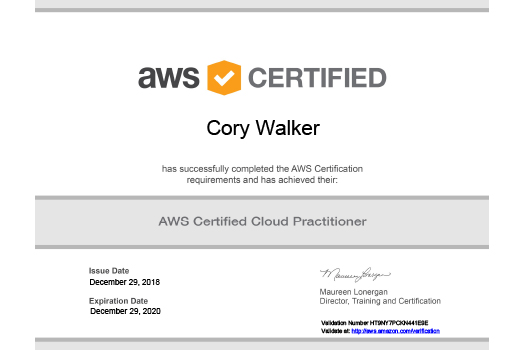 aws CERTIFIED
Cory Walker
has successfully completed the AWS Certification
requirements and has achieved their:
AWS Certified Cloud Practitioner
Issue Date
December 29, 2018
Expiration Date
December 29, 2020
Maureen Lonergan
Director, Training and Certification
Validation Number HT9NY7PCKN441E9E
Validate at: http://aws.amazon.com/verification